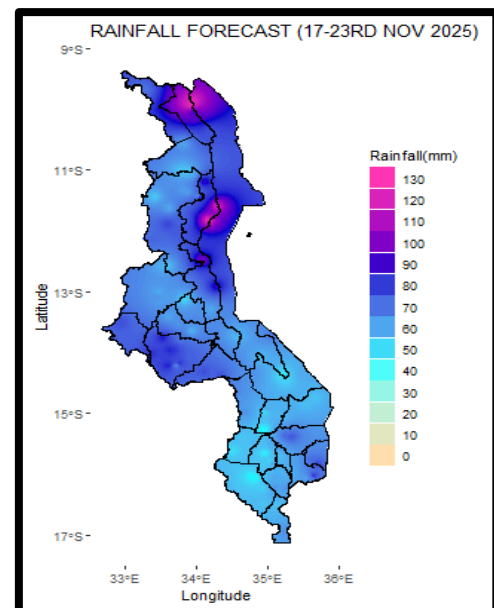 RAINFALL FORECAST (17-23RD NOV 2025)
9°S
11°S
13°S
15°S
17°S
Latitude
33°E 34°E 35°E 36°E
Longitude
Rainfall(mm)
130
120
110
100
90
80
70
60
50
40
30
20
10
0